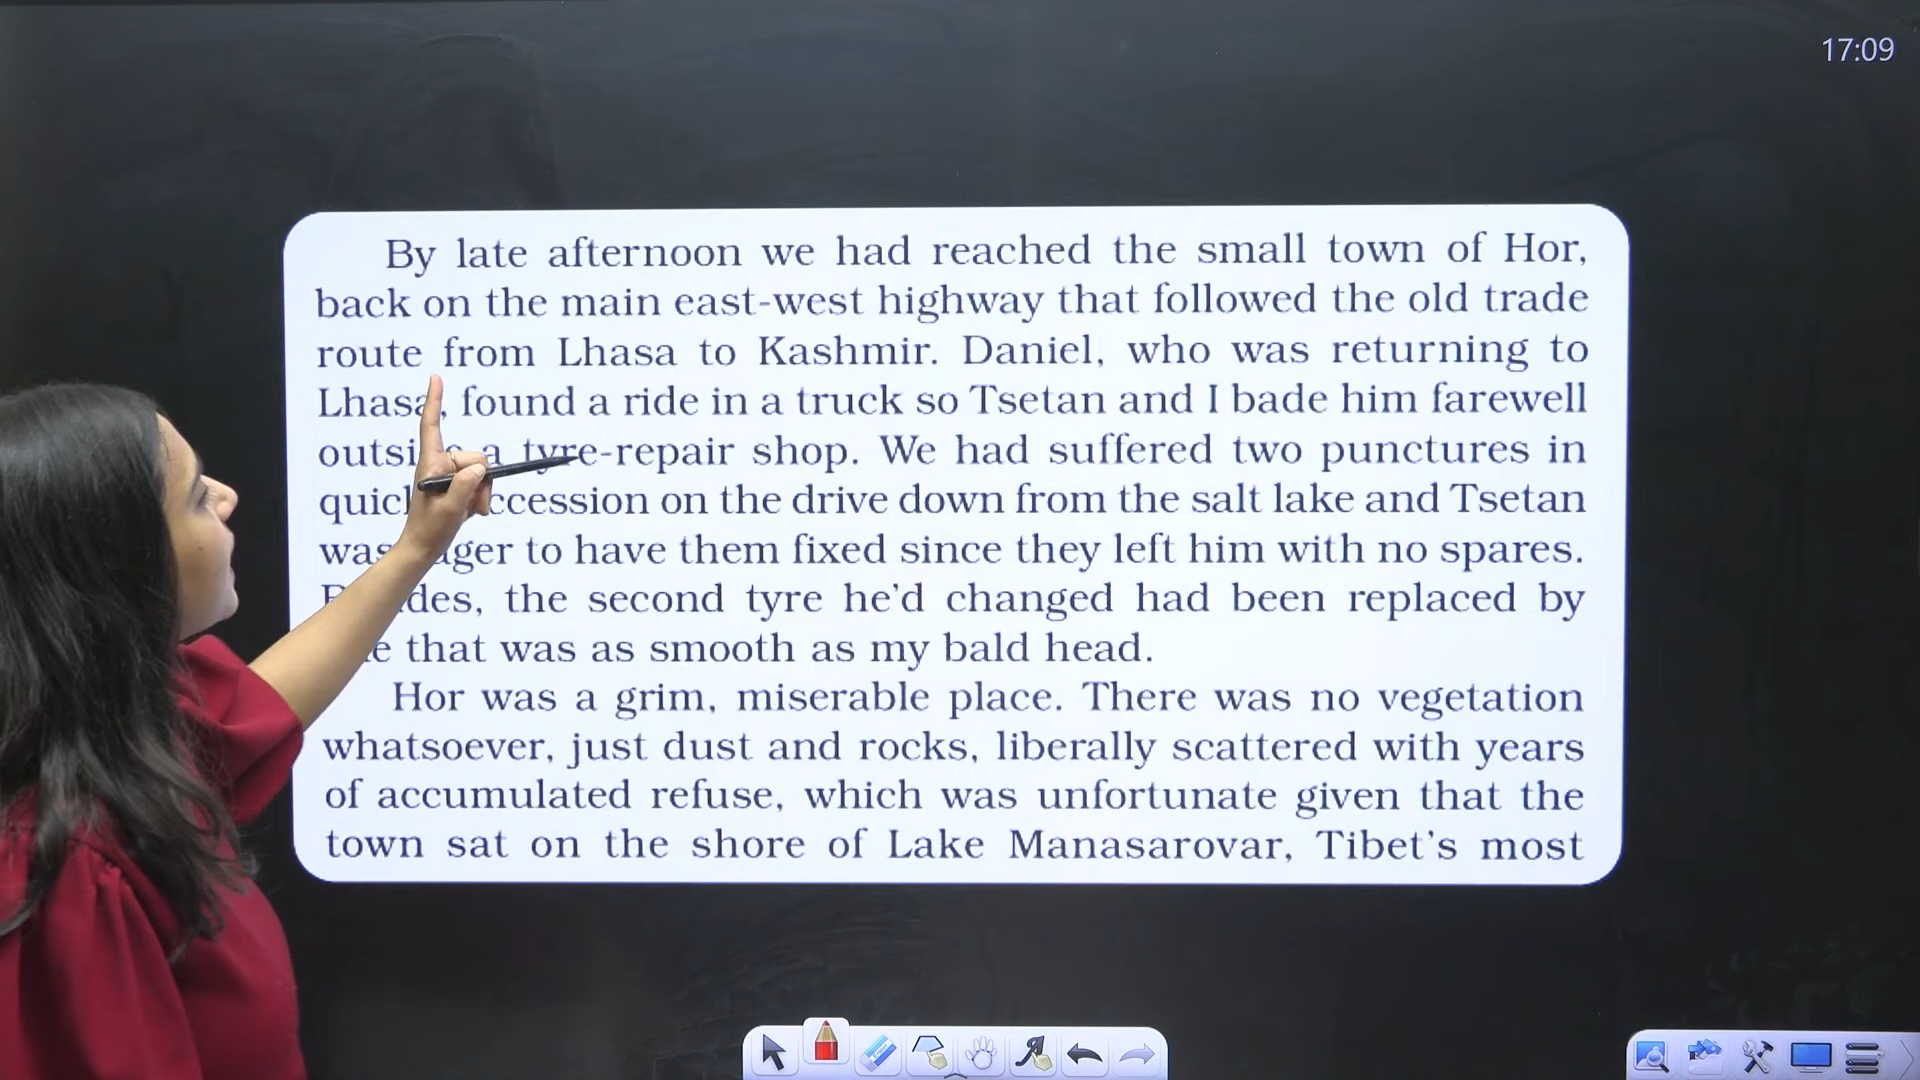 17:09
By late afternoon we had reached the small town of Hor,
back on the main east-west highway that followed the old trade
route from Lhasa to Kashmir. Daniel, who was returning to
Lhasa, found a ride in a truck so Tsetan and I bade him farewell
a tyre-repair shop. We had suffered two punctures in
on the drive down from the salt lake and Tsetan
was to have them fixed since they left him with no spares.
the second tyre he'd changed had been replaced by
that was as smooth as my bald head.
Hor was a grim, miserable place. There was no vegetation
whatsoever, just dust and rocks, liberally scattered with years
of accumulated refuse, which was unfortunate given that the
town sat on the shore of Lake Manasarovar, Tibet's most